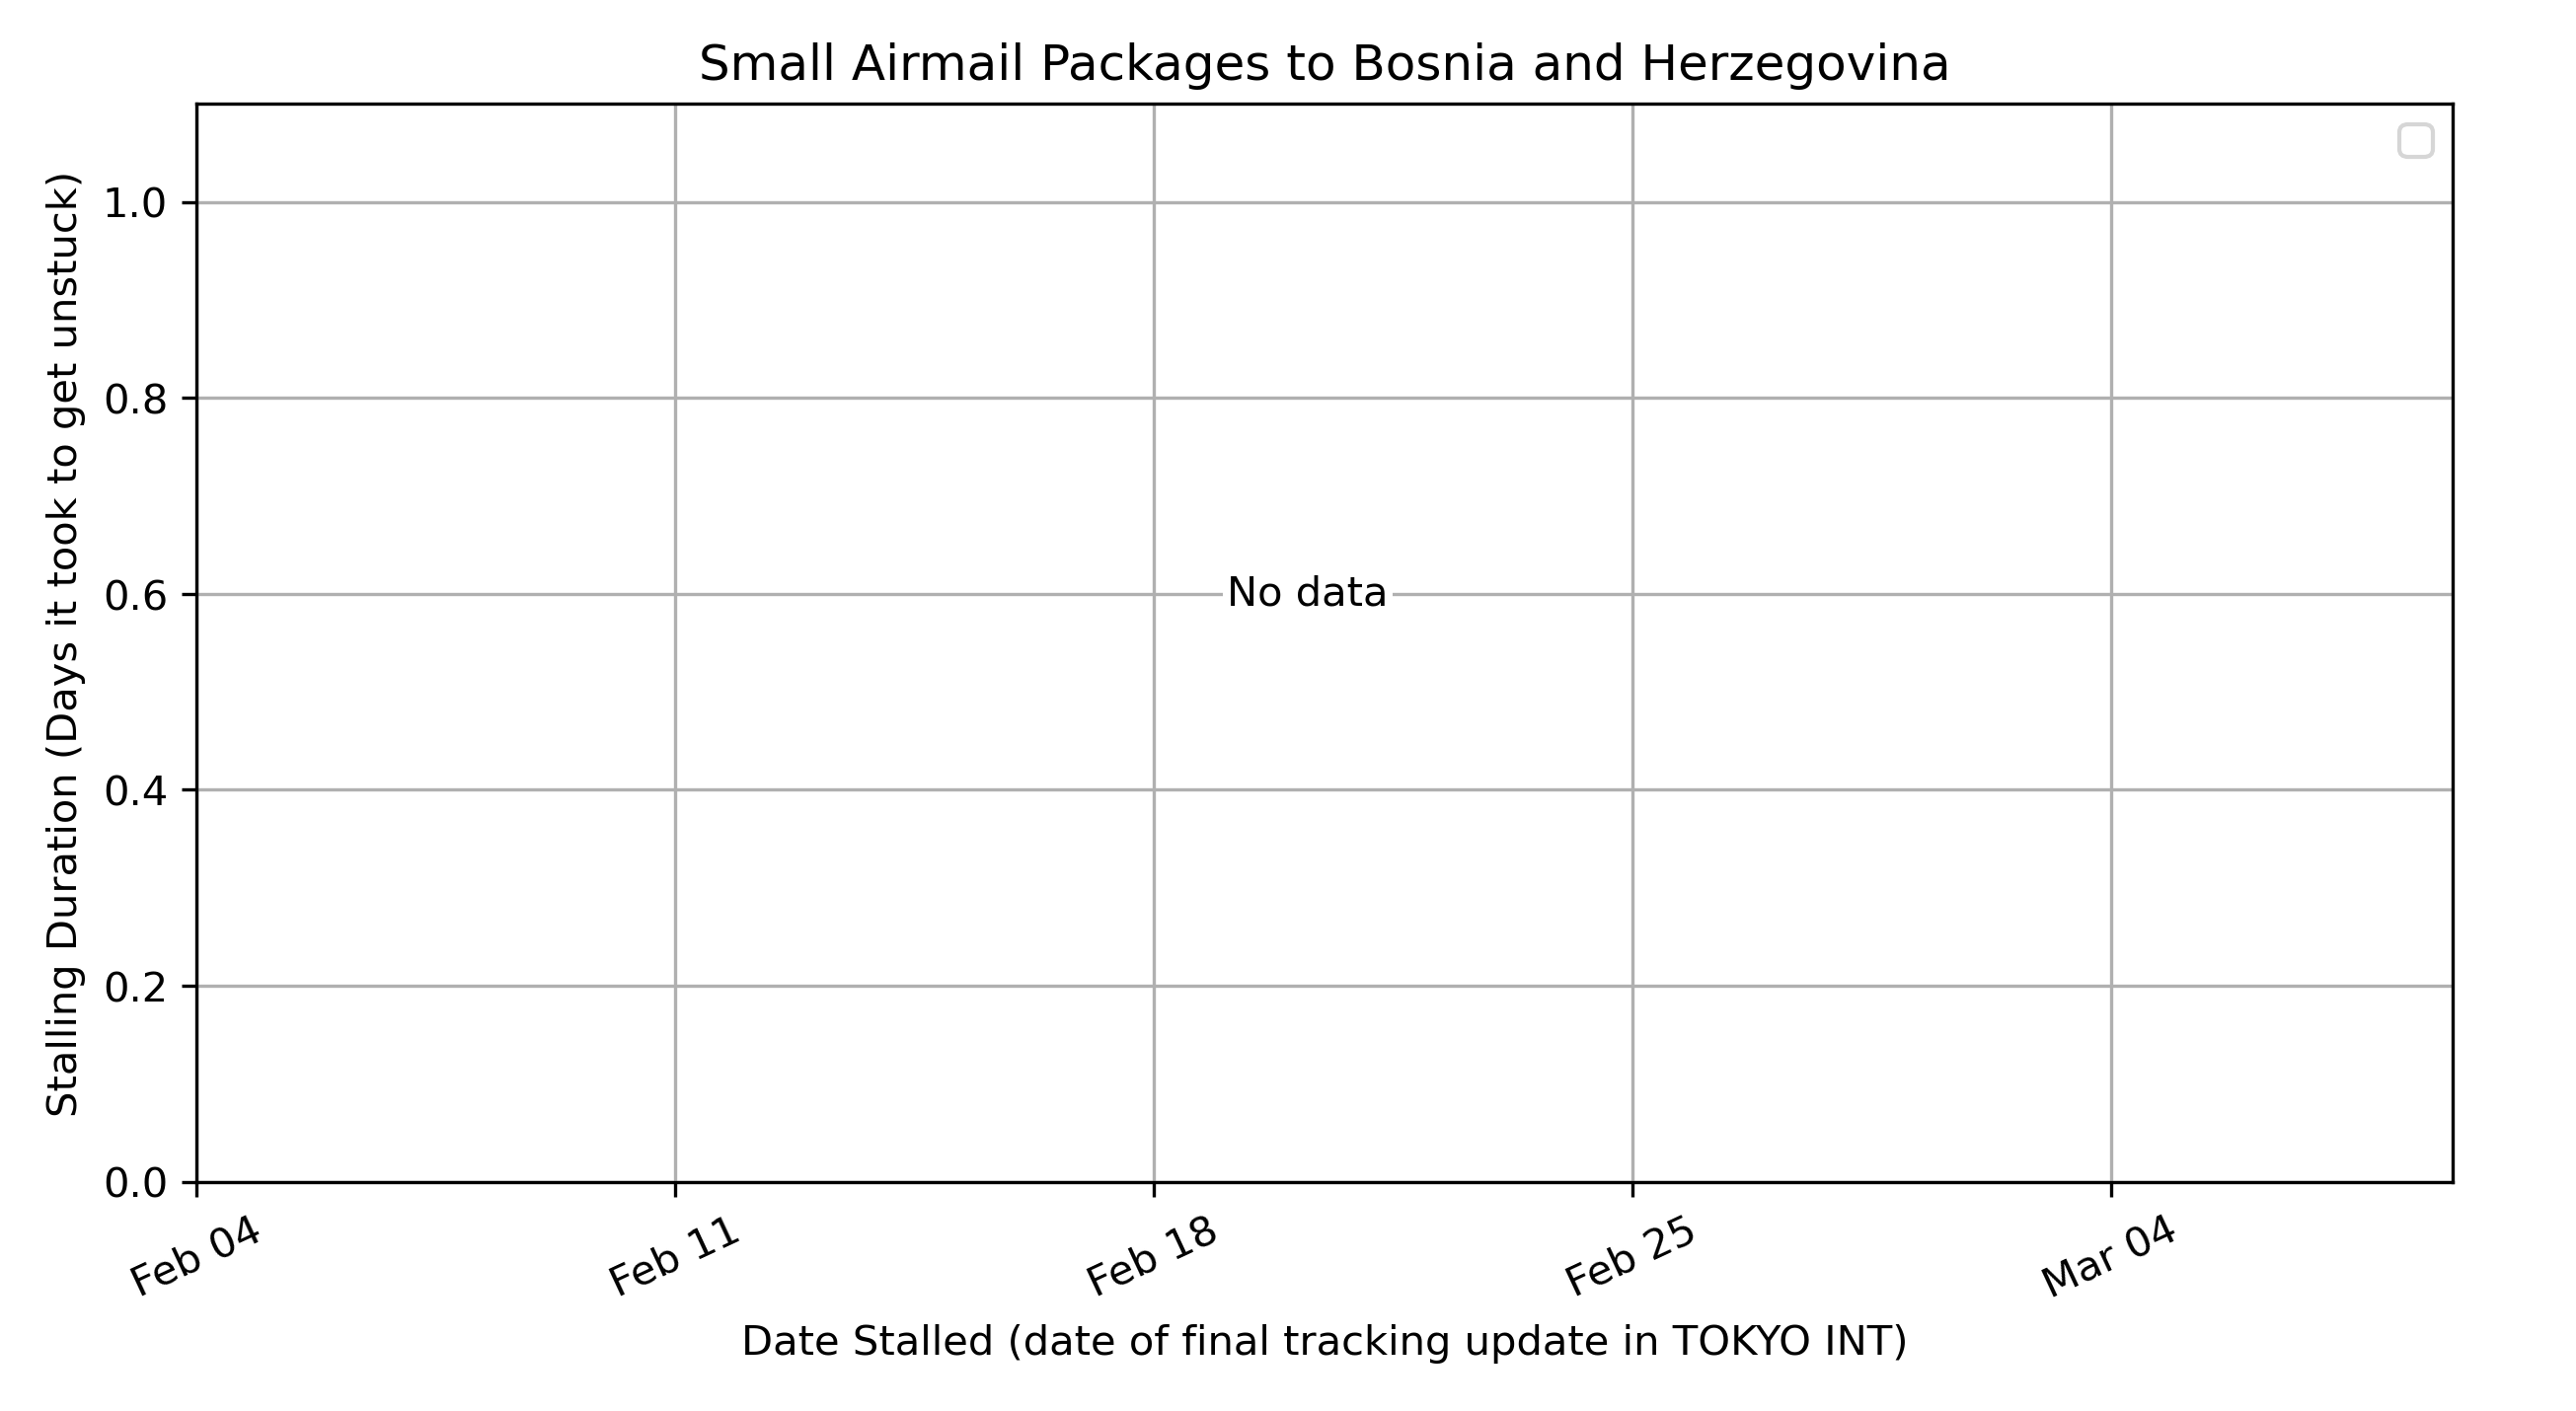 Small Airmail Packages to Bosnia and Herzegovina
Stalling Duration (Days it took to get unstuck)
1.0
0.8
0.6
0.4
0.2
0.0
No data
Feb 04
Feb 11
Feb 18
Feb 25
Mar 04
Date Stalled (date of final tracking update in TOKYO INT)